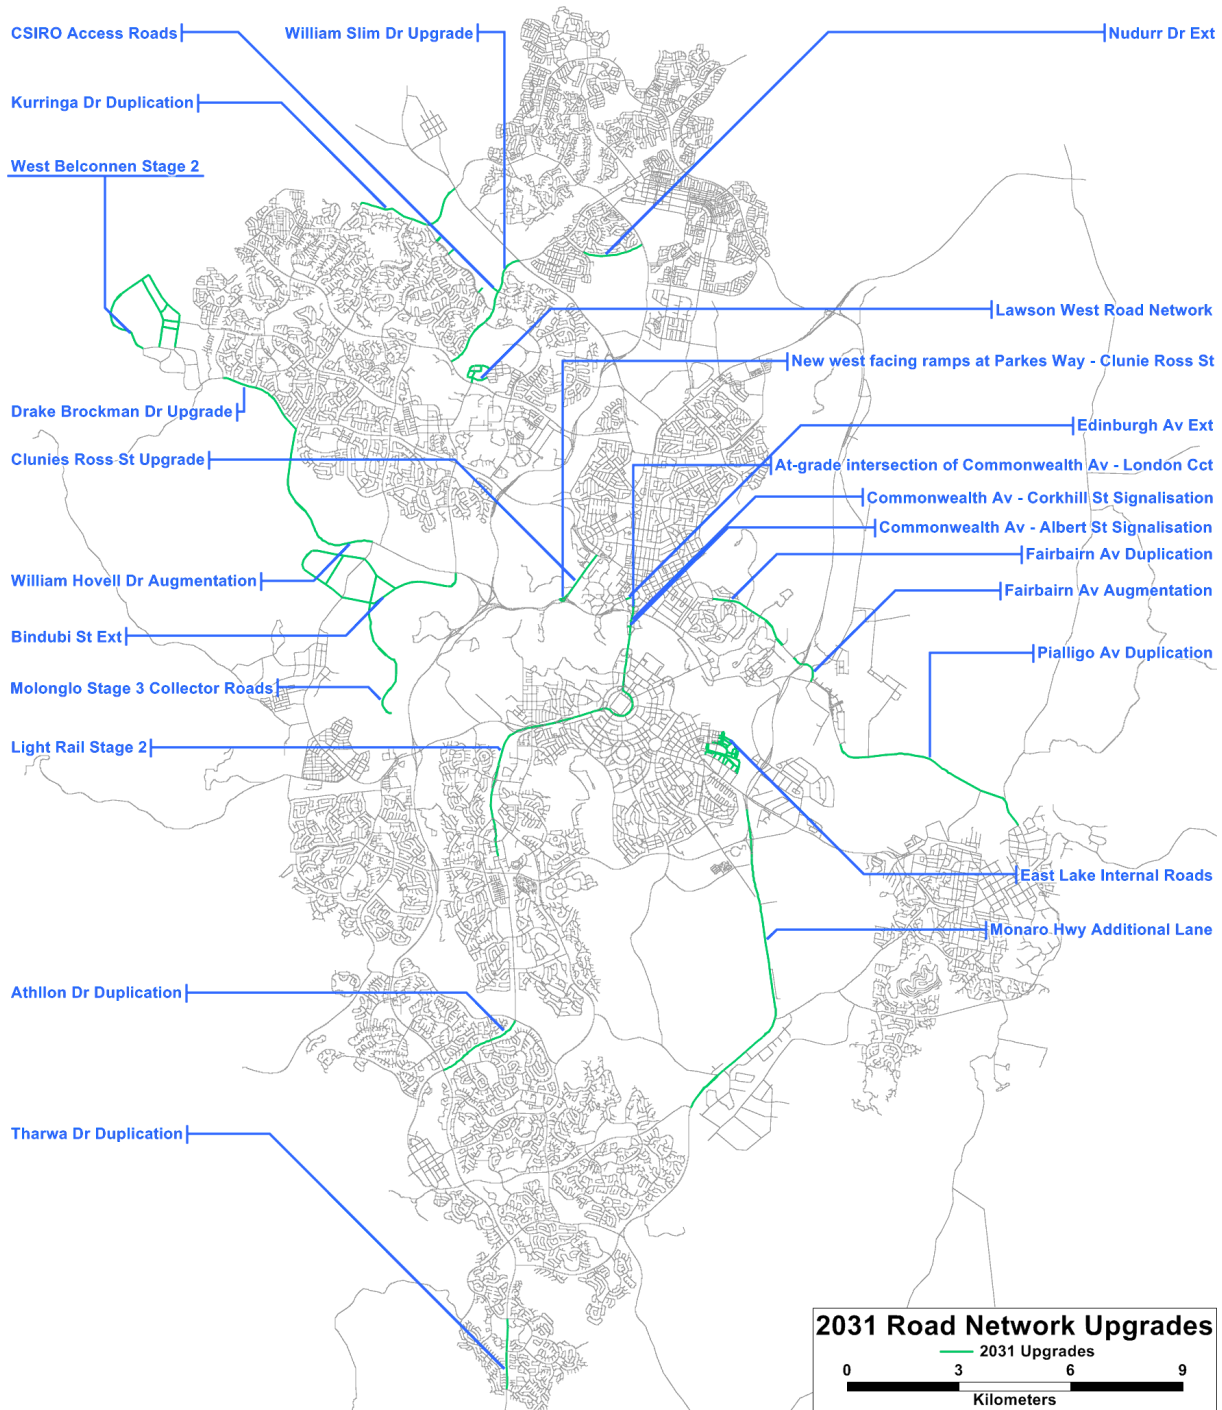 CSIRO Access Roads
William Slim Dr Upgrade
Nudurr Dr Ext
Kurringa Dr Duplication
West Belconnen Stage 2
Lawson West Road Network
New west facing ramps at Parkes Way - Clunie Ross St
Drake Brockman Dr Upgrade
Edinburgh Av Ext
Clunies Ross St Upgrade
At-grade intersection of Commonwealth Av - London Cct
Commonwealth Av - Corkhill St Signalisation
Commonwealth Av - Albert St Signalisation
Fairbairn Av Duplication
William Hovell Dr Augmentation
Fairbairn Av Augmentation
Bindubi St Ext
Pialligo Av Duplication
Molonglo Stage 3 Collector Roads
Light Rail Stage 2
East Lake Internal Roads
Monaro Hwy Additional Lane
Athllon Dr Duplication
Tharwa Dr Duplication
2031 Road Network Upgrades
2031 Upgrades
0 3 6 9
Kilometers